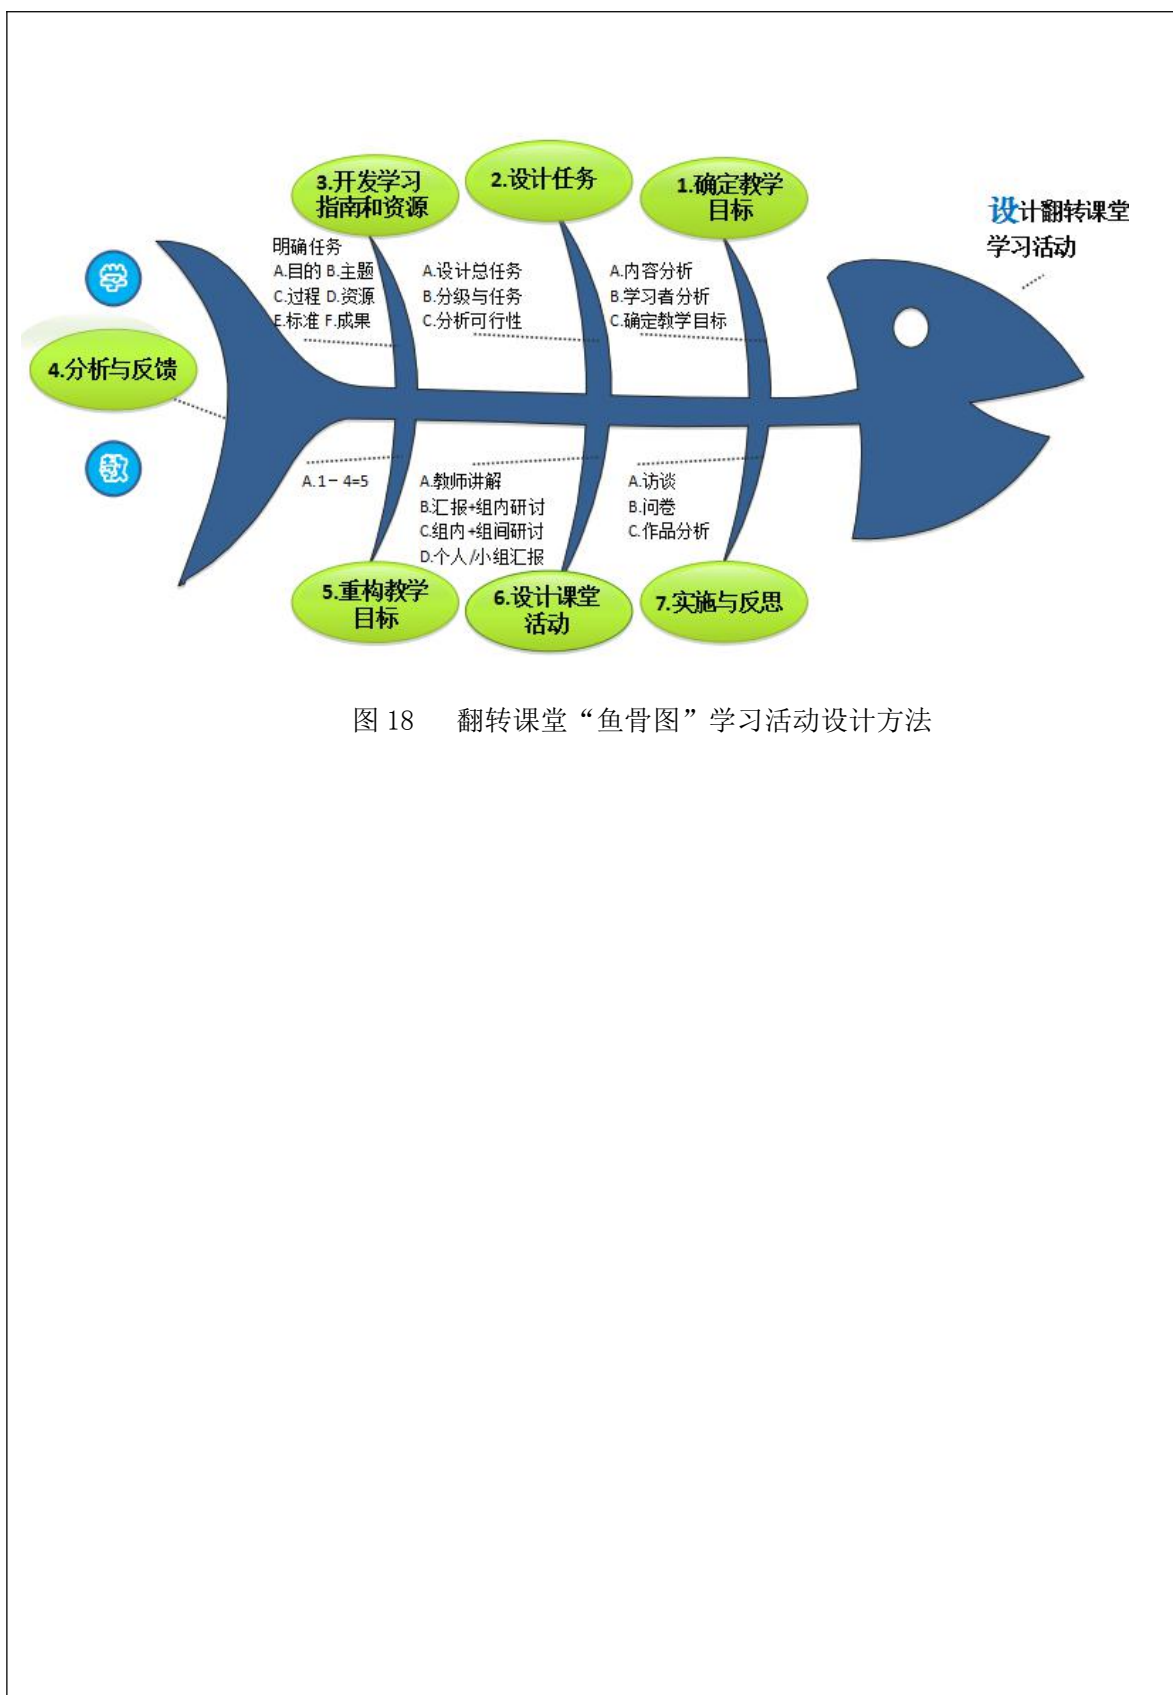 3.开发学习
指南和资源
2.设计任务
1.确定教学
目标
设计翻转课堂
学习活动
明确任务
A.目的 B.主题
C.过程 D.资源
E.标准 F.成果
A.设计总任务
B.分级与任务
C.分析可行性
A.内容分析
B.学习者分析
C.确定教学目标
学
4.分析与反馈
教
A.1－4=5
A.教师讲解
B.汇报+组内研讨
C.组内+组间研讨
D.个人/小组汇报
A.访谈
B.问卷
C.作品分析
5.重构教学
目标
6.设计课堂
活动
7.实施与反思
图 18 翻转课堂“鱼骨图”学习活动设计方法